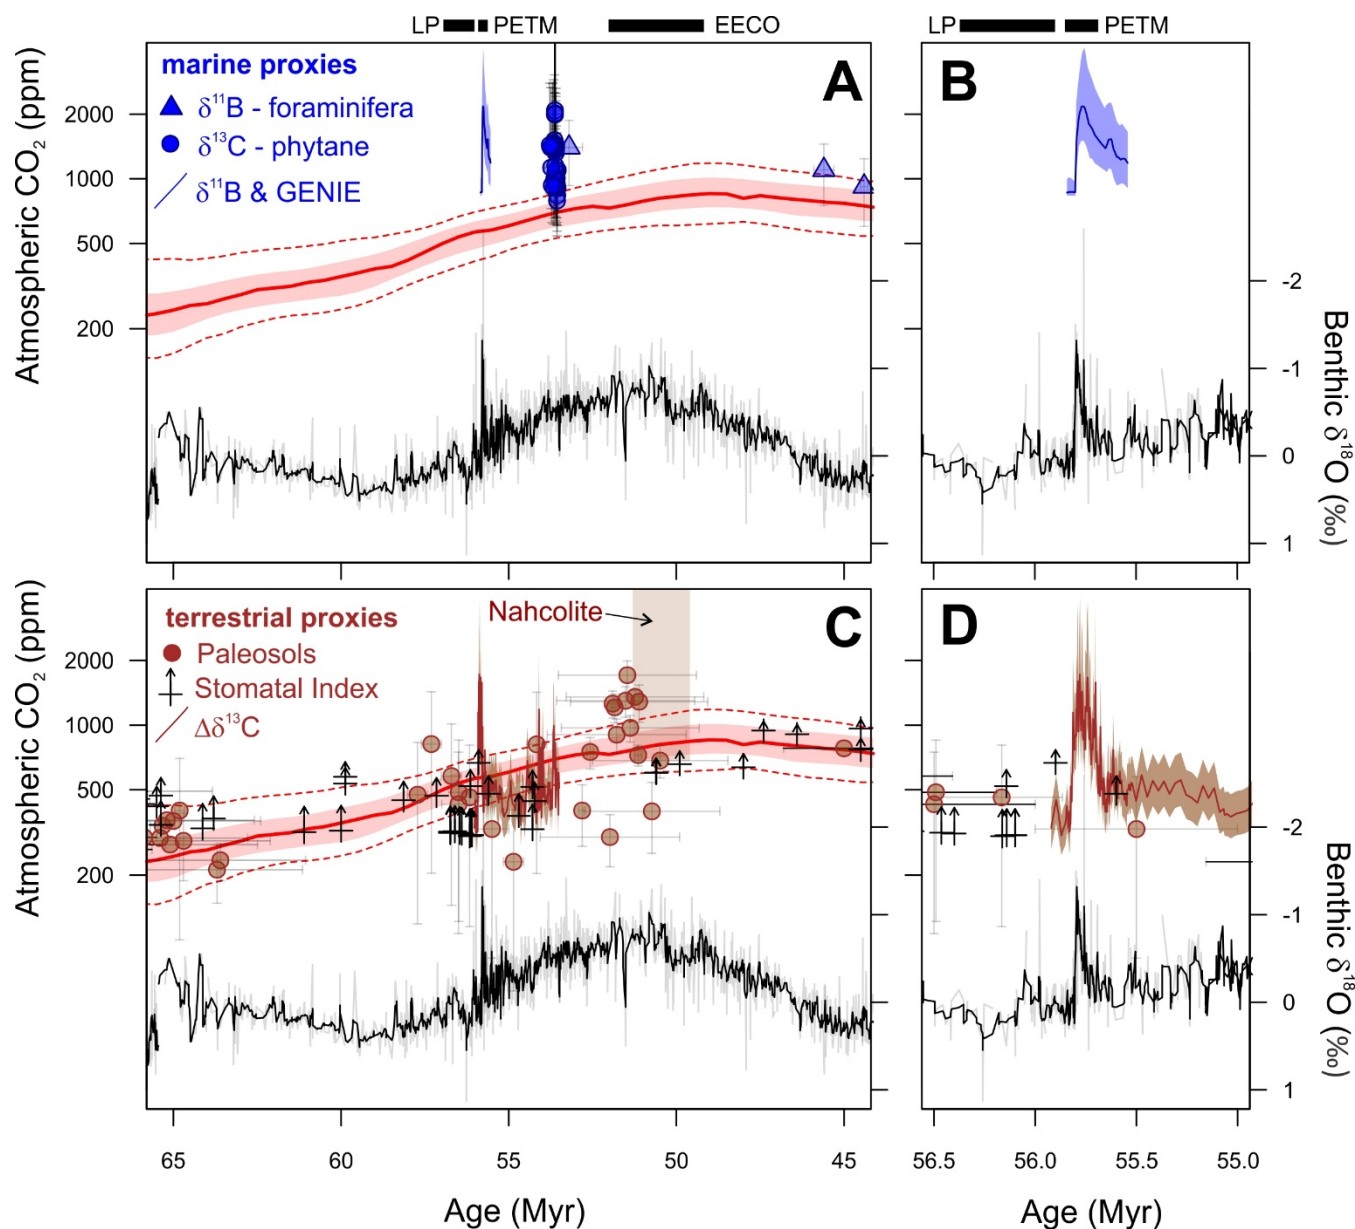 LP PETM EECO LP PETM
marine proxies
δ¹¹B - foraminifera
δ¹³C - phytane
δ¹¹B & GENIE
A
B
Atmospheric CO₂ (ppm)
2000
1000
500
200
-2
-1
0
1
Benthic δ¹⁸O (‰)
terrestrial proxies
Paleosols
Stomatal Index
Δδ¹³C
Nahcolite
C
D
Atmospheric CO₂ (ppm)
2000
1000
500
200
-2
-1
0
1
Benthic δ¹⁸O (‰)
65 60 55 50 45 56.5 56.0 55.5 55.0
Age (Myr) Age (Myr)